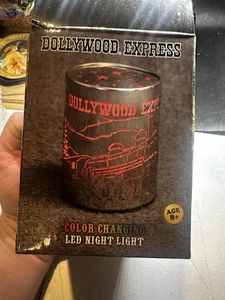 DOLLYWOOD EXPRESS
DOLLYWOOD EXP
COLOR CHANGING
LED NIGHT LIGHT
AGE
8+